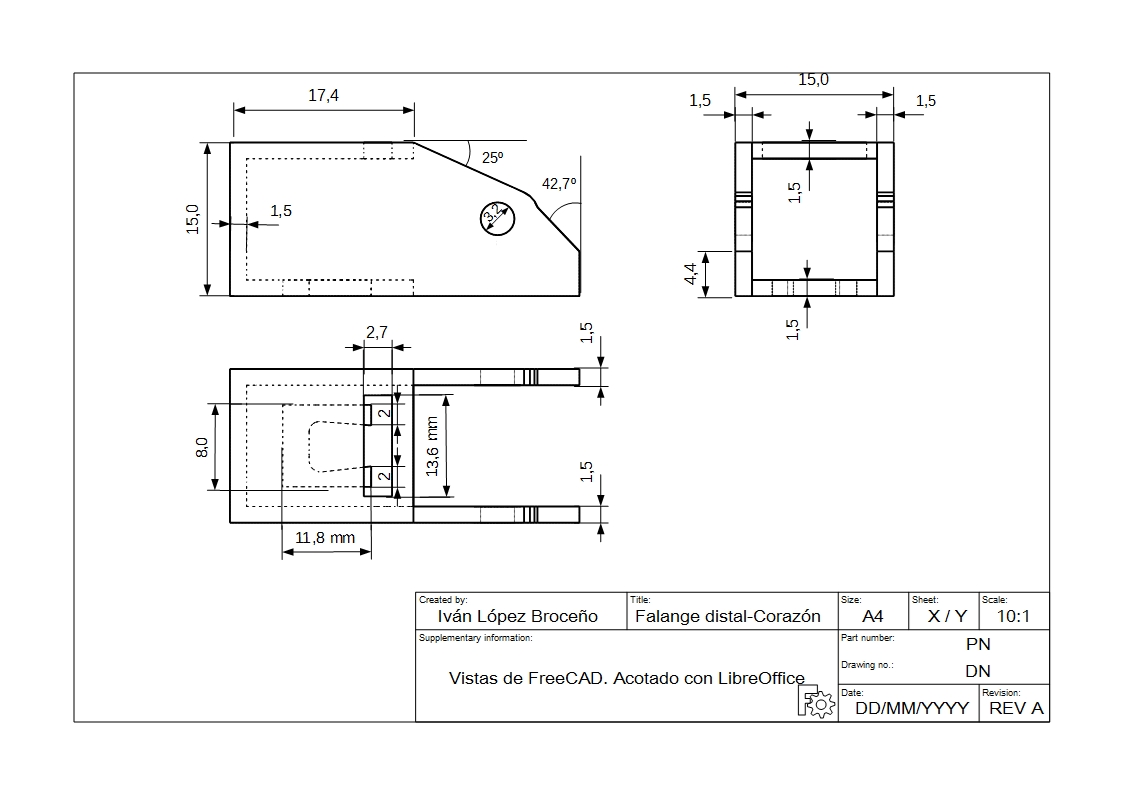 17,4
25º
42,7º
3,2
15,0
1,5
15,0
1,5
1,5
1,5
4,4
1,5
2,7
1,5
8,0
2
2
13,6 mm
1,5
11,8 mm
Created by:
Iván López Broceño
Title:
Falange distal-Corazón
Size:
A4
Sheet:
X / Y
Scale:
10:1
Supplementary information:
Vistas de FreeCAD. Acotado con LibreOffice
Part number:
PN
Drawing no.:
DN
Date:
DD/MM/YYYY
Revision:
REV A